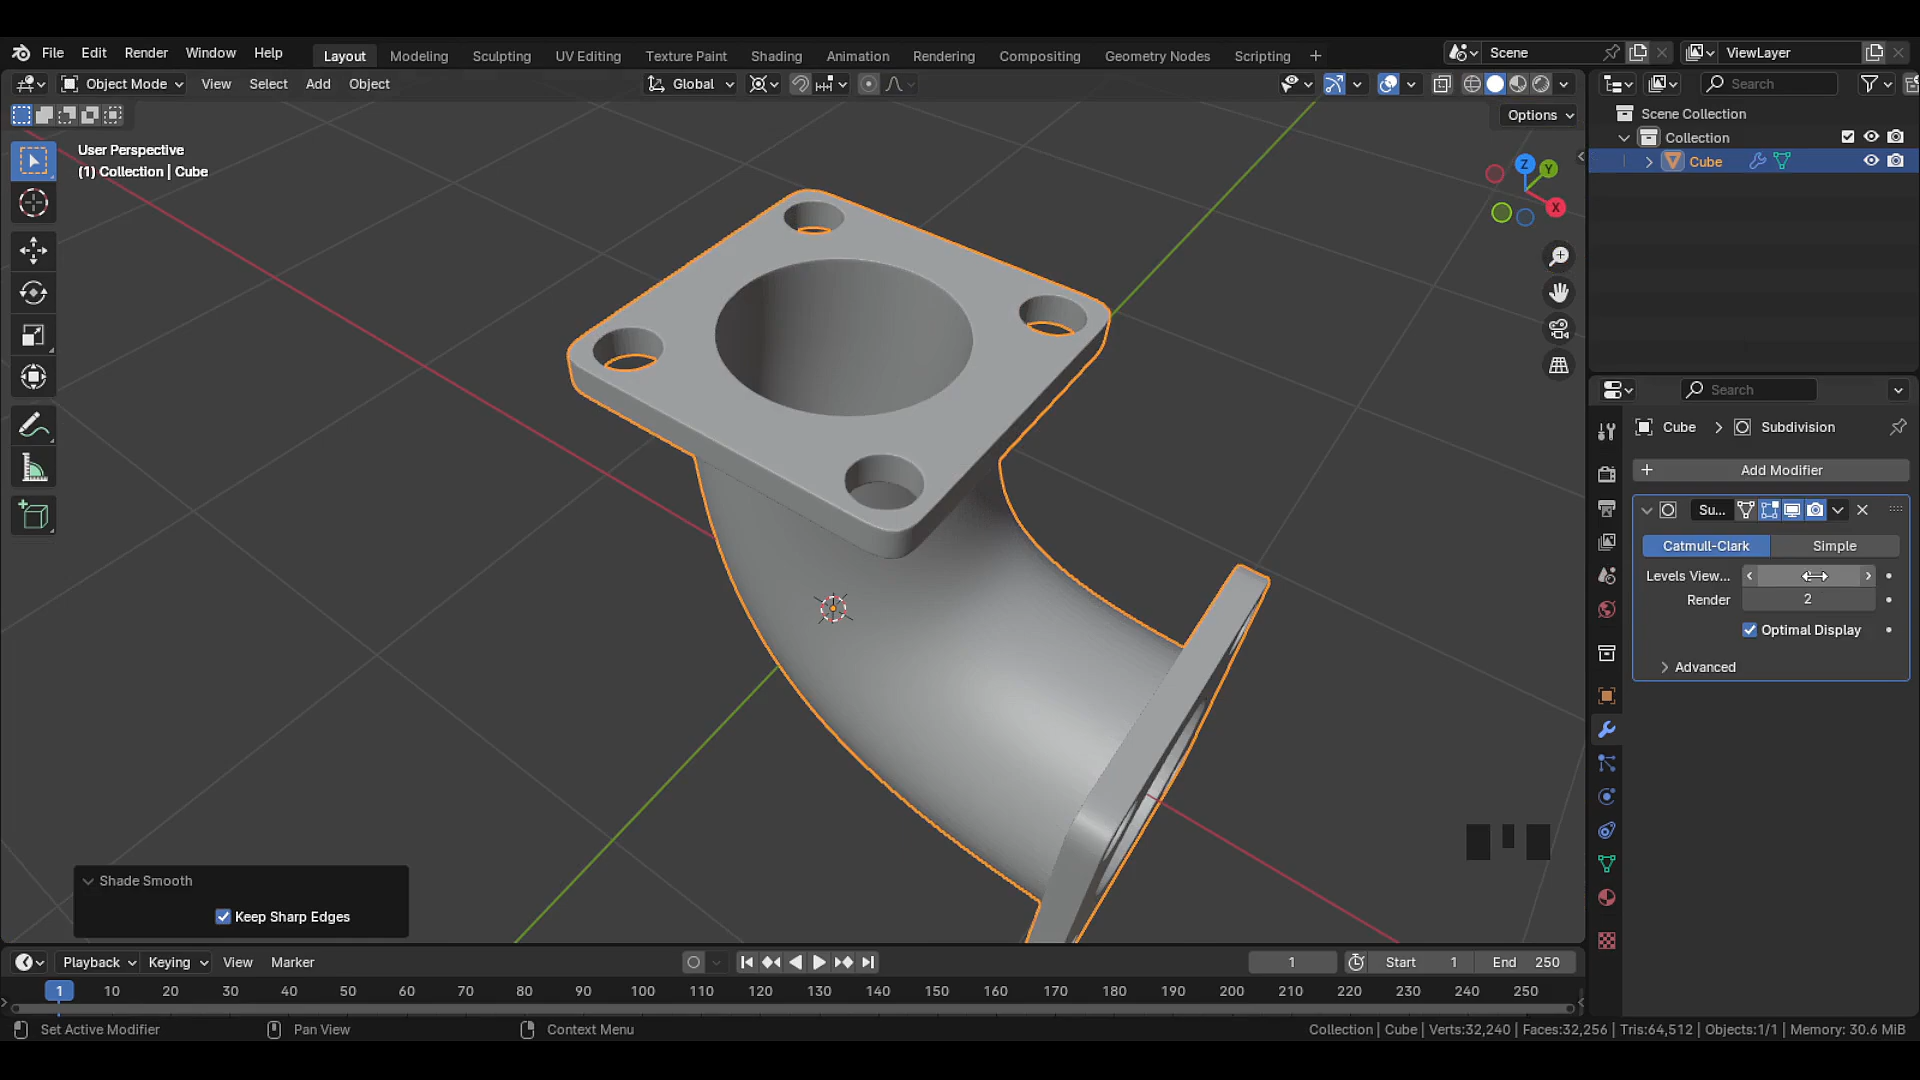 File Edit Render Window Help Layout Modeling Sculpting UV Editing Texture Paint Shading Animation Rendering Compositing Geometry Nodes Scripting + Scene ViewLayer
Object Mode View Select Add Object Global Search
Options
Scene Collection
Collection
Cube
User Perspective
(1) Collection | Cube
Z
Y
X
Search
Cube > Subdivision
+ Add Modifier
Su...
Catmull-Clark Simple
Levels View...
Render 2
Optimal Display
Advanced
Shade Smooth
Keep Sharp Edges
Playback Keying View Marker 1 Start 1 End 250
1 10 20 30 40 50 60 70 80 90 100 110 120 130 140 150 160 170 180 190 200 210 220 230 240 250
Set Active Modifier Pan View Context Menu Collection | Cube | Verts:32,240 | Faces:32,256 | Tris:64,512 | Objects:1/1 | Memory: 30.6 MiB